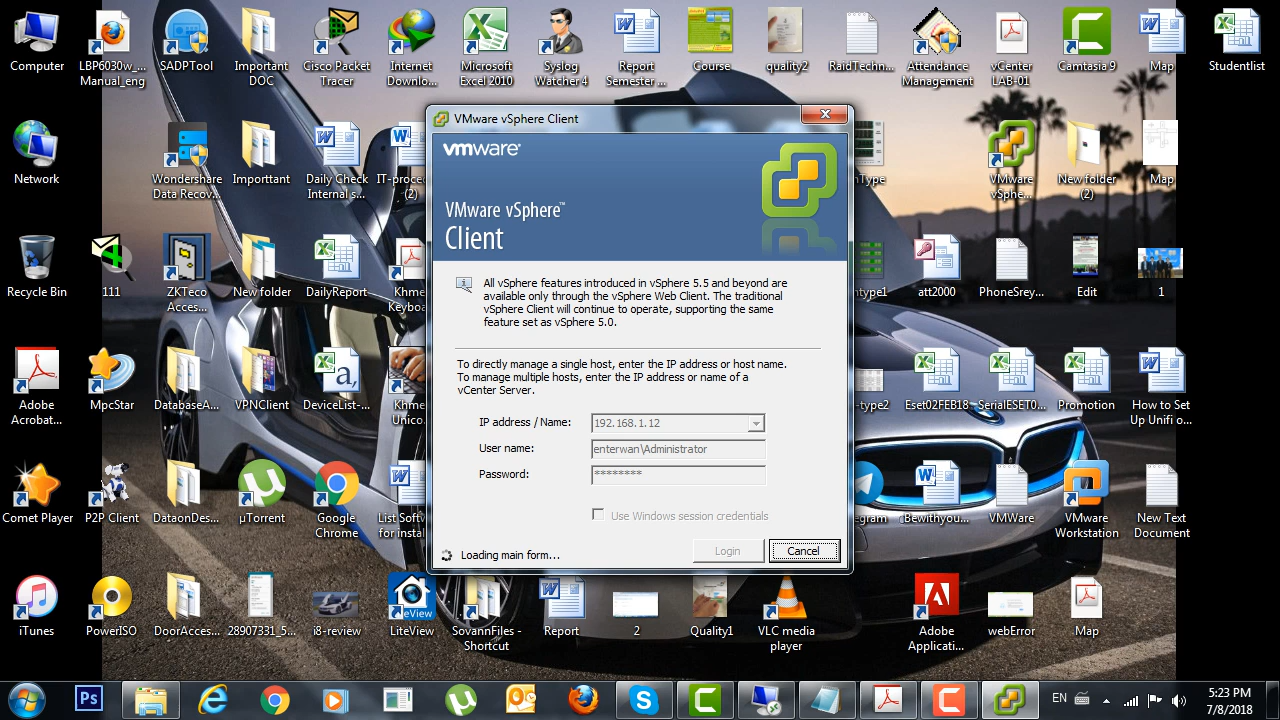 Computer
LBP6030w_...
Manual_eng
SADPTool
Important
DOC
Cisco Packet
Tracer
Internet
Downlo...
Microsoft
Excel 2010
Syslog
Watcher 4
Report
Semester ...
Course
quality2
RaidTechn...
Attendance
Management
vCenter
LAB-01
Camtasia 9
Map
Studentlist
VMware vSphere Client
vmware
VMware vSphere™
Client
All vSphere features introduced in vSphere 5.5 and beyond are
available only through the vSphere Web Client. The traditional
vSphere Client will continue to operate, supporting the same
feature set as vSphere 5.0.
To directly manage a single host, enter the IP address or host name.
To manage multiple hosts, enter the IP address or name of a
vCenter Server.
IP address / Name:
192.168.1.12
User name:
enterwan\Administrator
Password:
********
Use Windows session credentials
Loading main form...
Login
Cancel
Network
Wondershare
Data Recov...
Importtant
Daily Check
Internal s...
IT-proce
(2)
nType
VMware
vSphe...
New folder
(2)
Map
Recycle Bin
111
ZKTeco
Acces...
New folder
DailyReport
Khm
Keyboa
ntype1
att2000
PhoneSrey...
Edit
1
Adobe
Acrobat...
MpcStar
DatabaseA...
VPNClient
DeviceList-...
Khme
Unico
-type2
Eset02FEB18
SerialESET0...
Promotion
How to Set
Up Unifi o...
Comet Player
P2P Client
DataonDes...
µTorrent
Google
Chrome
List Soft
for instal
egram
Bewithyou...
VMWare
VMware
Workstation
New Text
Document
iTunes
PowerISO
DoorAcces...
28907331_5...
i8-review
LiteView
SovannFiles -
Shortcut
Report
2
Quality1
VLC media
player
Adobe
Applicati...
webError
Map
Ps
EN
5:23 PM
7/8/2018